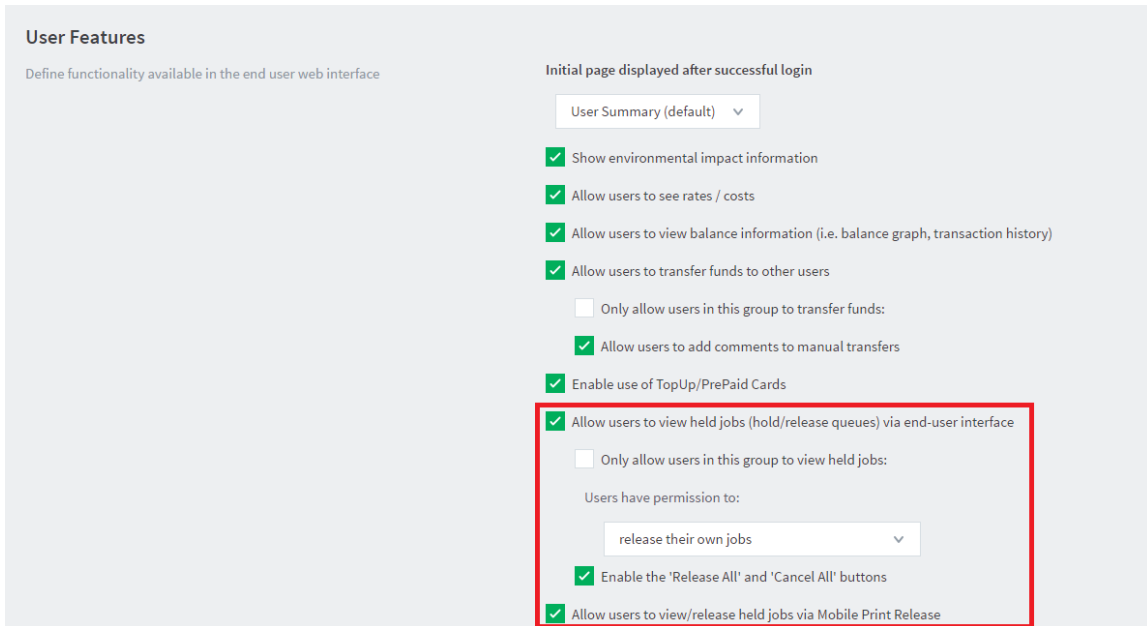 User Features
Define functionality available in the end user web interface
Initial page displayed after successful login
User Summary (default)
Show environmental impact information
Allow users to see rates / costs
Allow users to view balance information (i.e. balance graph, transaction history)
Allow users to transfer funds to other users
Only allow users in this group to transfer funds:
Allow users to add comments to manual transfers
Enable use of TopUp/PrePaid Cards
Allow users to view held jobs (hold/release queues) via end-user interface
Only allow users in this group to view held jobs:
Users have permission to:
release their own jobs
Enable the 'Release All' and 'Cancel All' buttons
Allow users to view/release held jobs via Mobile Print Release